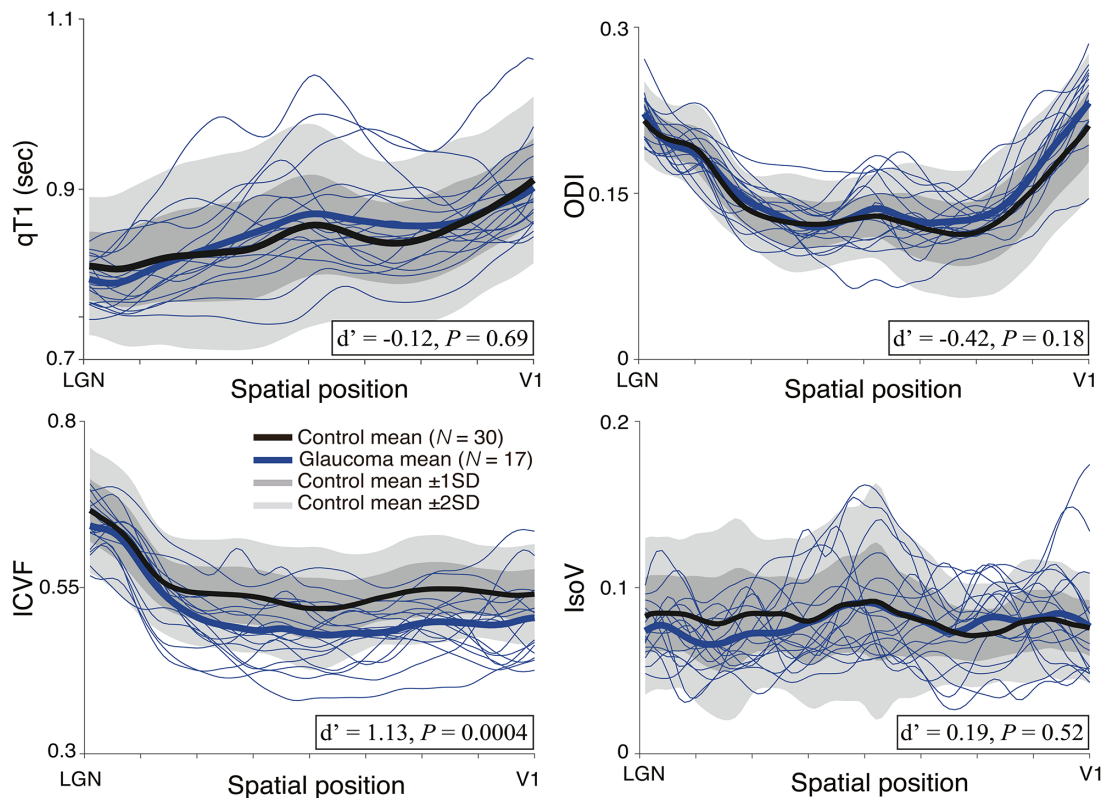 1.1
0.9
0.7
qT1 (sec)
d’ = -0.12, P = 0.69
LGN
Spatial position
V1
0.3
0.15
0
ODI
d’ = -0.42, P = 0.18
LGN
Spatial position
V1
0.8
0.55
0.3
ICVF
Control mean (N = 30)
Glaucoma mean (N = 17)
Control mean ±1SD
Control mean ±2SD
d’ = 1.13, P = 0.0004
LGN
Spatial position
V1
0.2
0.1
0
IsoV
d’ = 0.19, P = 0.52
LGN
Spatial position
V1